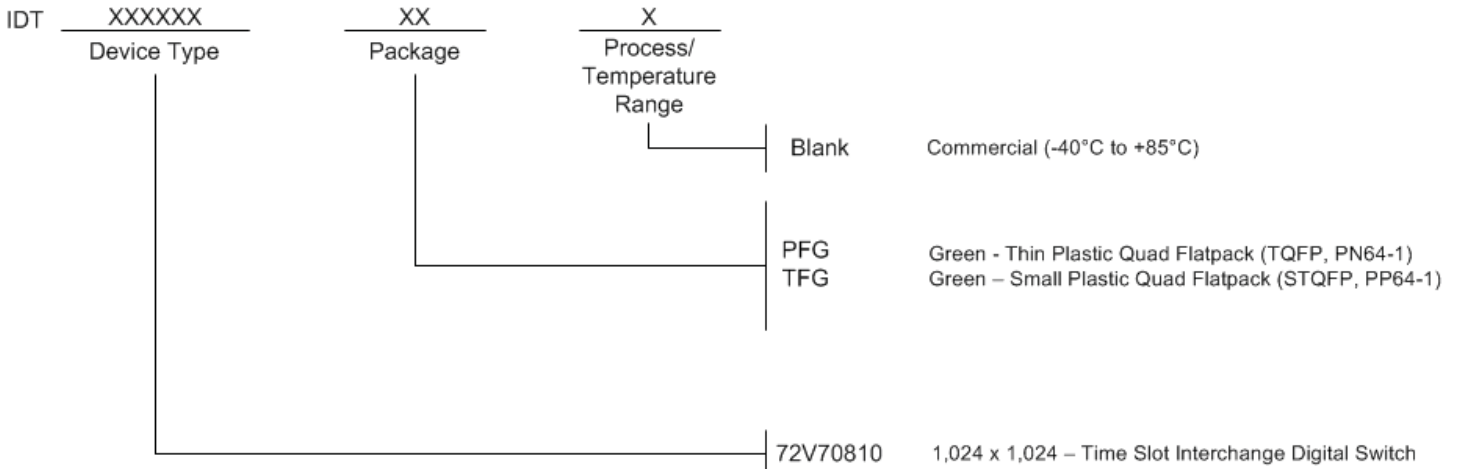 IDT XXXXXX XX X
Device Type Package Process/
Temperature
Range
Blank Commercial (-40°C to +85°C)
PFG Green - Thin Plastic Quad Flatpack (TQFP, PN64-1)
TFG Green – Small Plastic Quad Flatpack (STQFP, PP64-1)
72V70810 1,024 x 1,024 – Time Slot Interchange Digital Switch